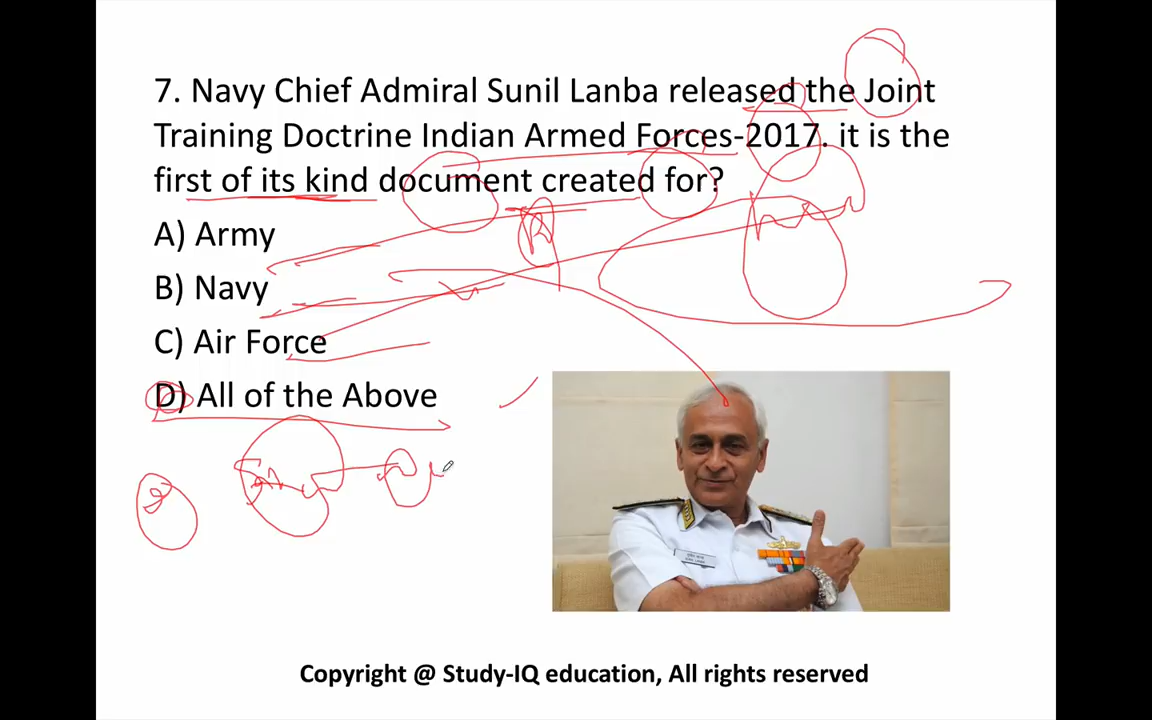 7. Navy Chief Admiral Sunil Lanba released the Joint
Training Doctrine Indian Armed Forces-2017. it is the
first of its kind document created for?
A) Army
B) Navy
C) Air Force
D) All of the Above
Copyright @ Study-IQ education, All rights reserved